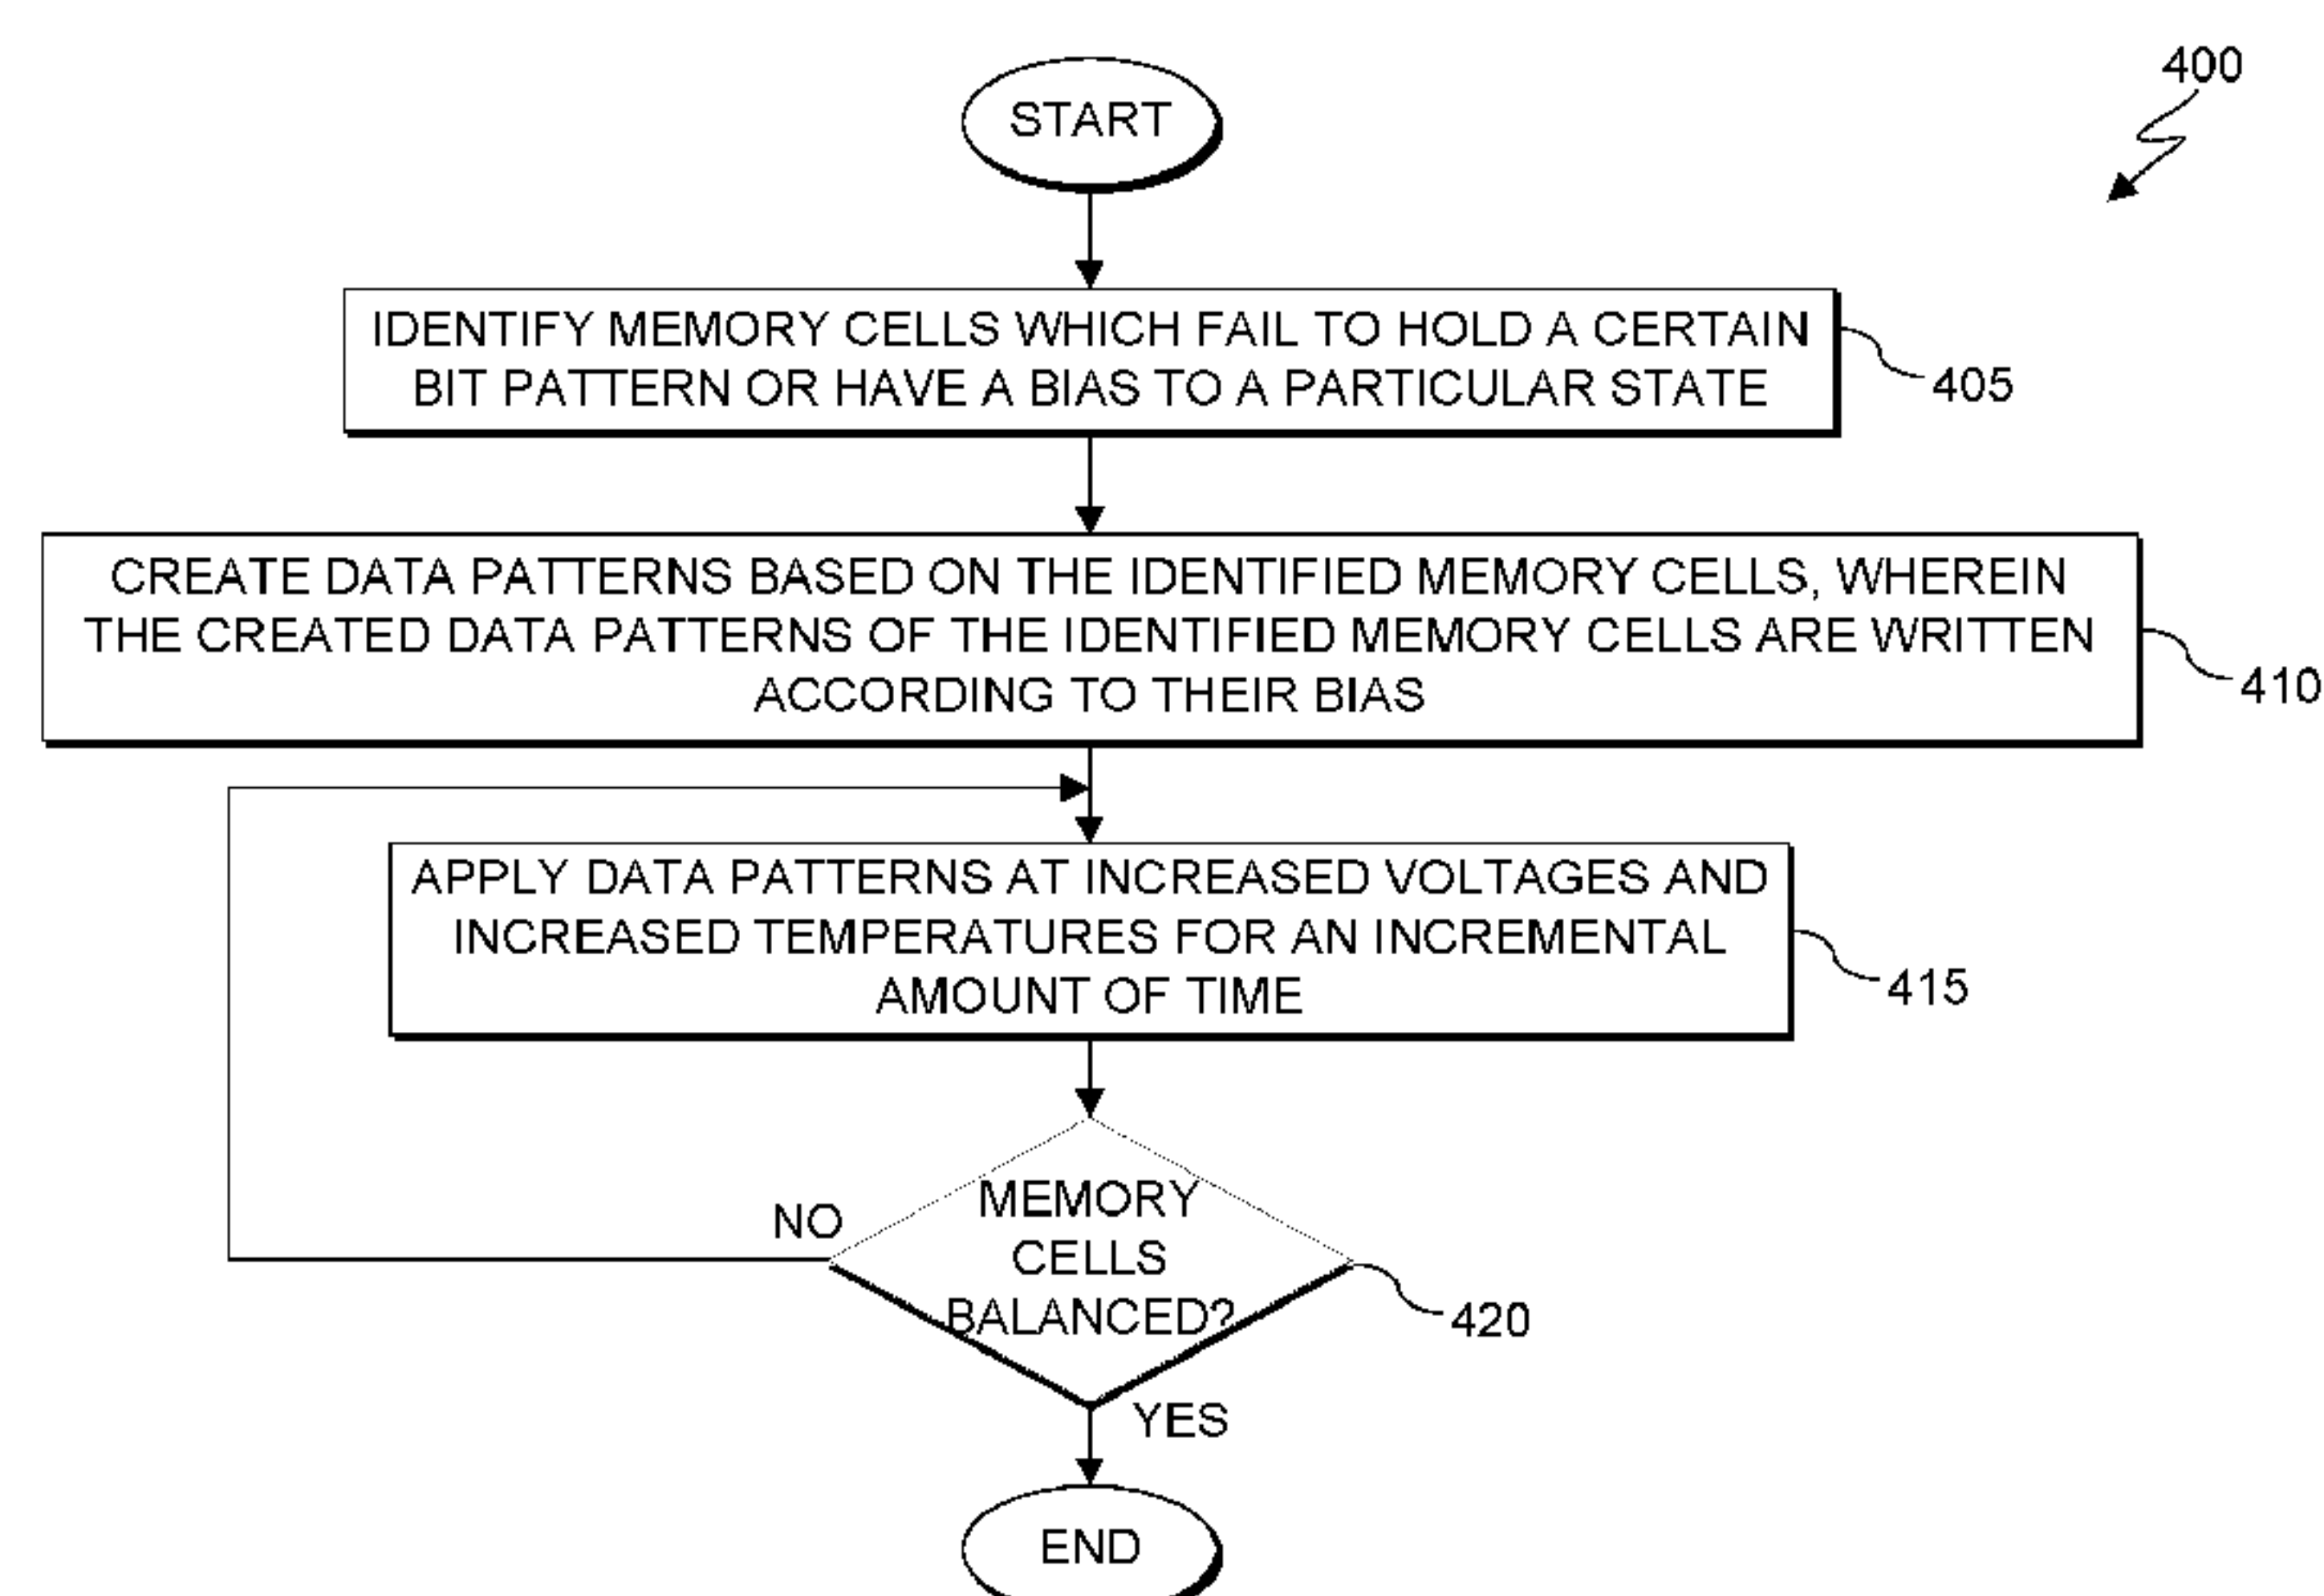 400
START
IDENTIFY MEMORY CELLS WHICH FAIL TO HOLD A CERTAIN
BIT PATTERN OR HAVE A BIAS TO A PARTICULAR STATE
405
CREATE DATA PATTERNS BASED ON THE IDENTIFIED MEMORY CELLS, WHEREIN
THE CREATED DATA PATTERNS OF THE IDENTIFIED MEMORY CELLS ARE WRITTEN
ACCORDING TO THEIR BIAS
410
APPLY DATA PATTERNS AT INCREASED VOLTAGES AND
INCREASED TEMPERATURES FOR AN INCREMENTAL
AMOUNT OF TIME
415
MEMORY
CELLS
BALANCED?
NO
420
YES
END